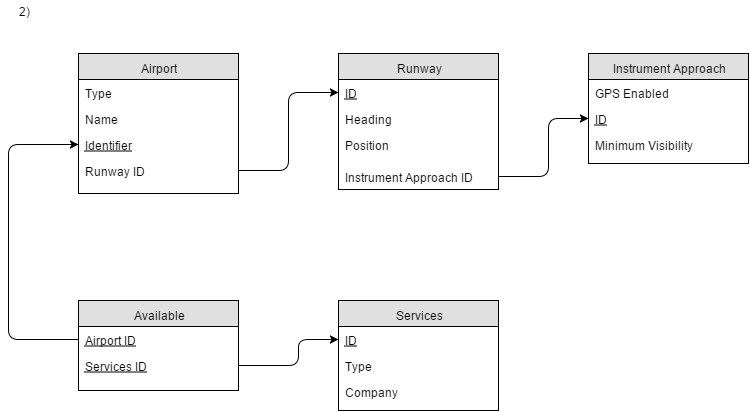 2)
Airport
Type
Name
Identifier
Runway ID
Runway
ID
Heading
Position
Instrument Approach ID
Instrument Approach
GPS Enabled
ID
Minimum Visibility
Available
Airport ID
Services ID
Services
ID
Type
Company